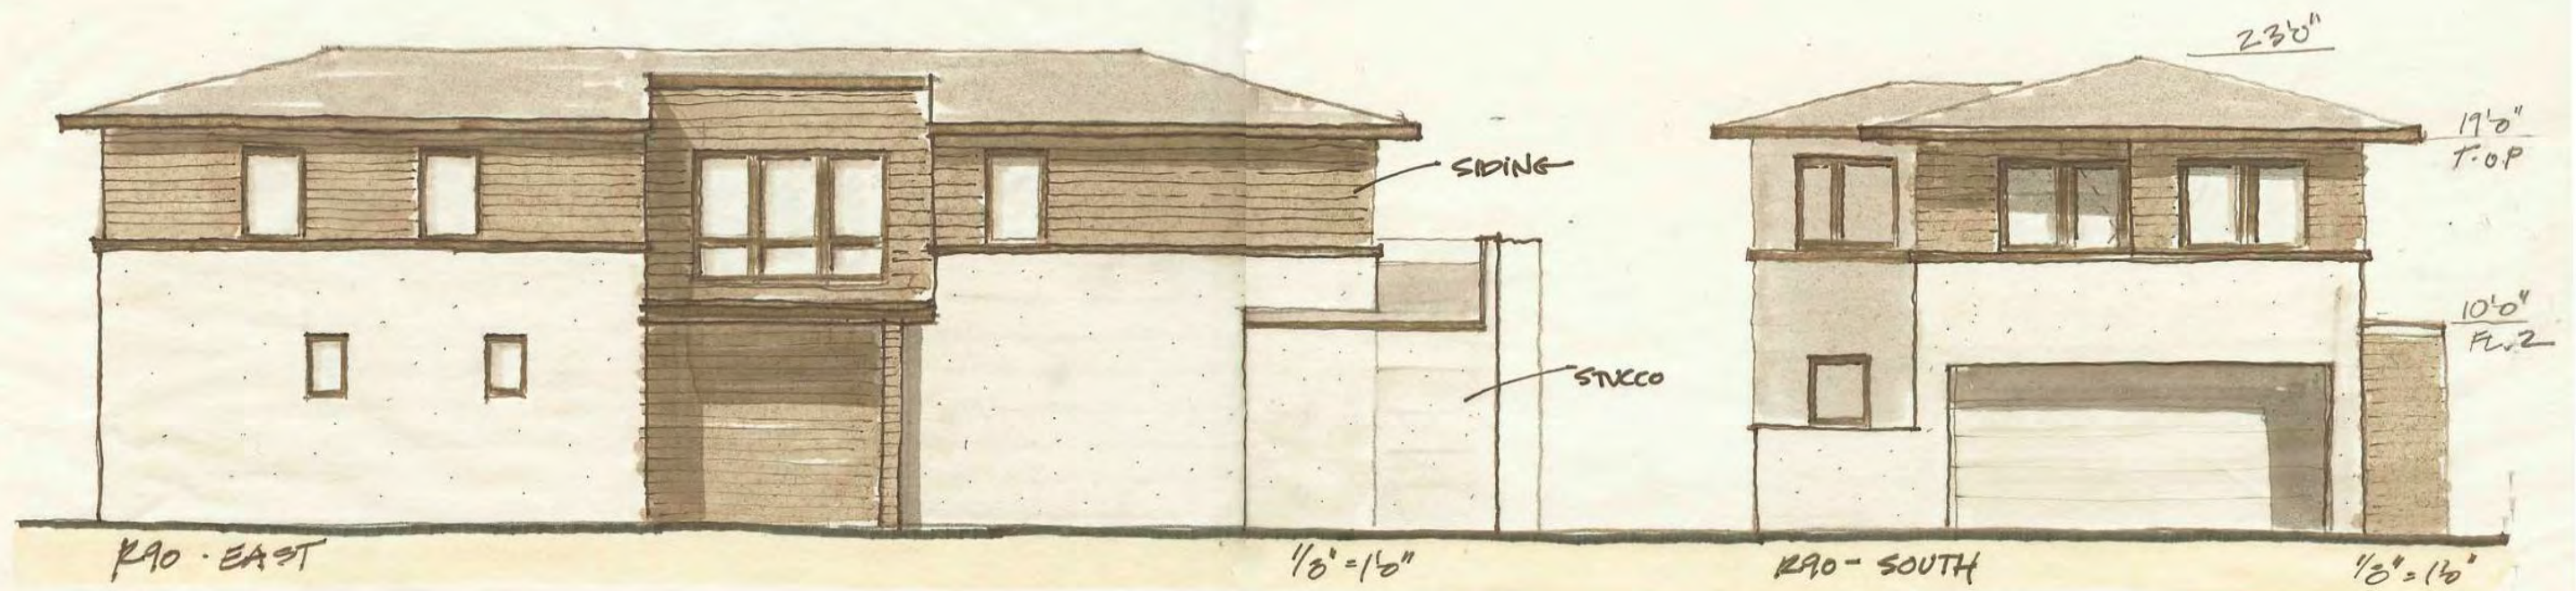 23'0"
19'0"
T.O.P
SIDING
10'0"
FL.2
STUCCO
R90 - EAST
1/8" = 1'0"
R90 - SOUTH
1/8" = 1'0"